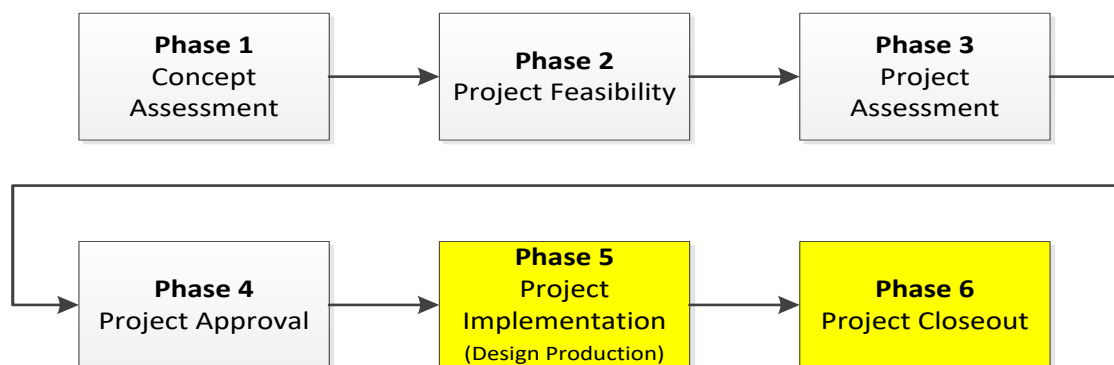 Phase 1
Concept
Assessment
Phase 2
Project Feasibility
Phase 3
Project
Assessment
Phase 4
Project Approval
Phase 5
Project
Implementation
(Design Production)
Phase 6
Project Closeout